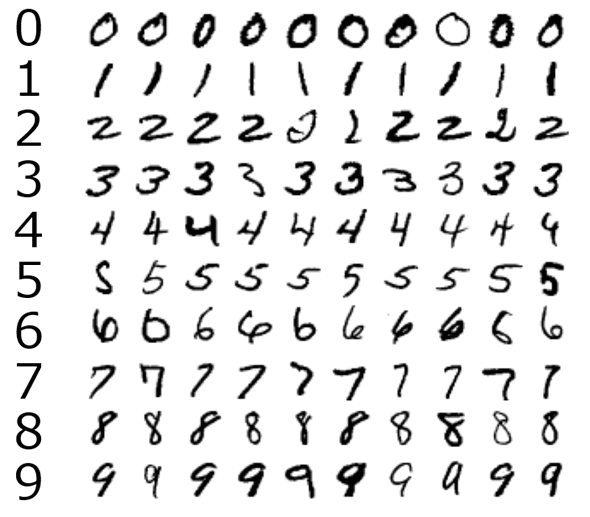 0 0 0 0 0 0 0 0 0 0 0
1 1 1 1 1 1 1 1 1 1 1
2 2 2 2 2 2 2 2 2 2 2
3 3 3 3 3 3 3 3 3 3 3
4 4 4 4 4 4 4 4 4 4 4
5 5 5 5 5 5 5 5 5 5 5
6 6 6 6 6 6 6 6 6 6 6
7 7 7 7 7 7 7 7 7 7 7
8 8 8 8 8 8 8 8 8 8 8
9 9 9 9 9 9 9 9 9 9 9